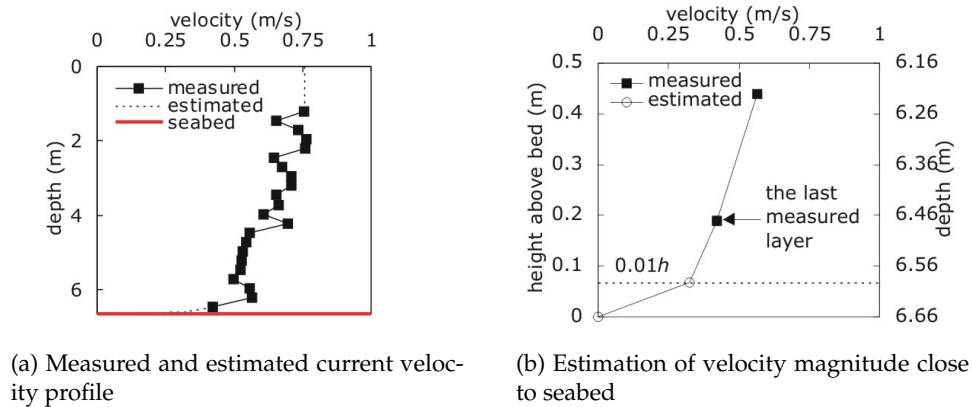 velocity (m/s)
0 0.25 0.5 0.75 1
0
2
4
6
depth (m)
measured
estimated
seabed
(a) Measured and estimated current veloc-
ity profile
velocity (m/s)
0 0.25 0.5 0.75 1
0.5
0.4
0.3
0.2
0.1
0
height above bed (m)
measured
estimated
the last
measured
layer
0.01h
6.16
6.26
6.36
6.46
6.56
6.66
depth (m)
(b) Estimation of velocity magnitude close
to seabed